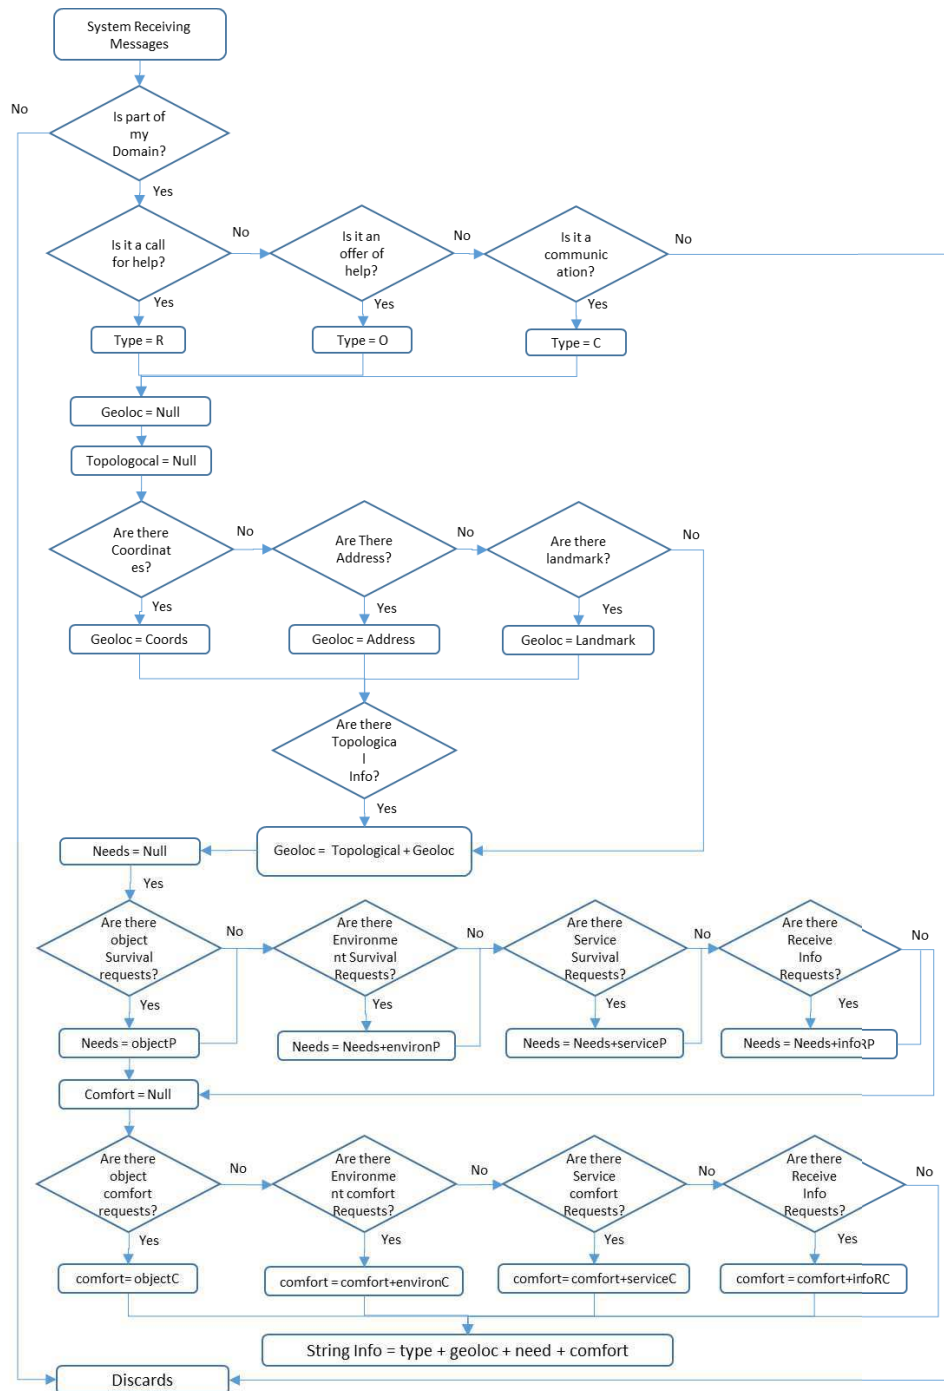 System Receiving
Messages
No
Is part of
my
Domain?
Yes
Is it a call
for help?
No
Is it an
offer of
help?
No
Is it a
communic
ation?
No
Yes
Yes
Yes
Type = R
Type = O
Type = C
Geoloc = Null
Topologocal = Null
Are there
Coordinat
es?
No
Are There
Address?
No
Are there
landmark?
No
Yes
Yes
Yes
Geoloc = Coords
Geoloc = Address
Geoloc = Landmark
Are there
Topologica
l
Info?
Yes
Geoloc = Topological + Geoloc
Needs = Null
Yes
Are there
object
Survival
requests?
No
Are there
Environme
nt Survival
Requests?
No
Are there
Service
Survival
Requests?
No
Are there
Receive
Info
Requests?
No
Yes
Yes
Yes
Yes
Needs = objectP
Needs = Needs+environP
Needs = Needs+serviceP
Needs = Needs+infoRP
Comfort = Null
Are there
object
comfort
requests?
No
Are there
Environme
nt comfort
Requests?
No
Are there
Service
comfort
Requests?
No
Are there
Receive
Info
Requests?
No
Yes
Yes
Yes
Yes
comfort= objectC
comfort = comfort+environC
comfort= comfort+serviceC
comfort = comfort+infoRC
String Info = type + geoloc + need + comfort
Discards